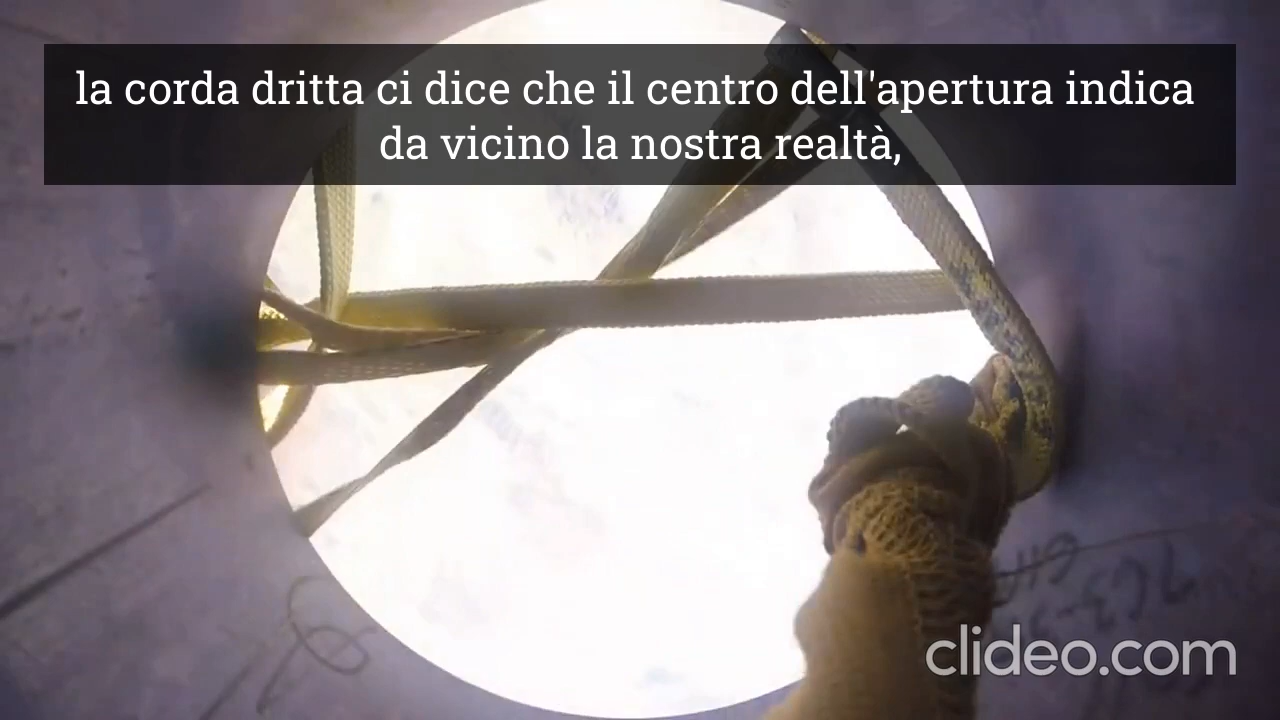 la corda dritta ci dice che il centro dell'apertura indica
da vicino la nostra realtà,
clideo.com